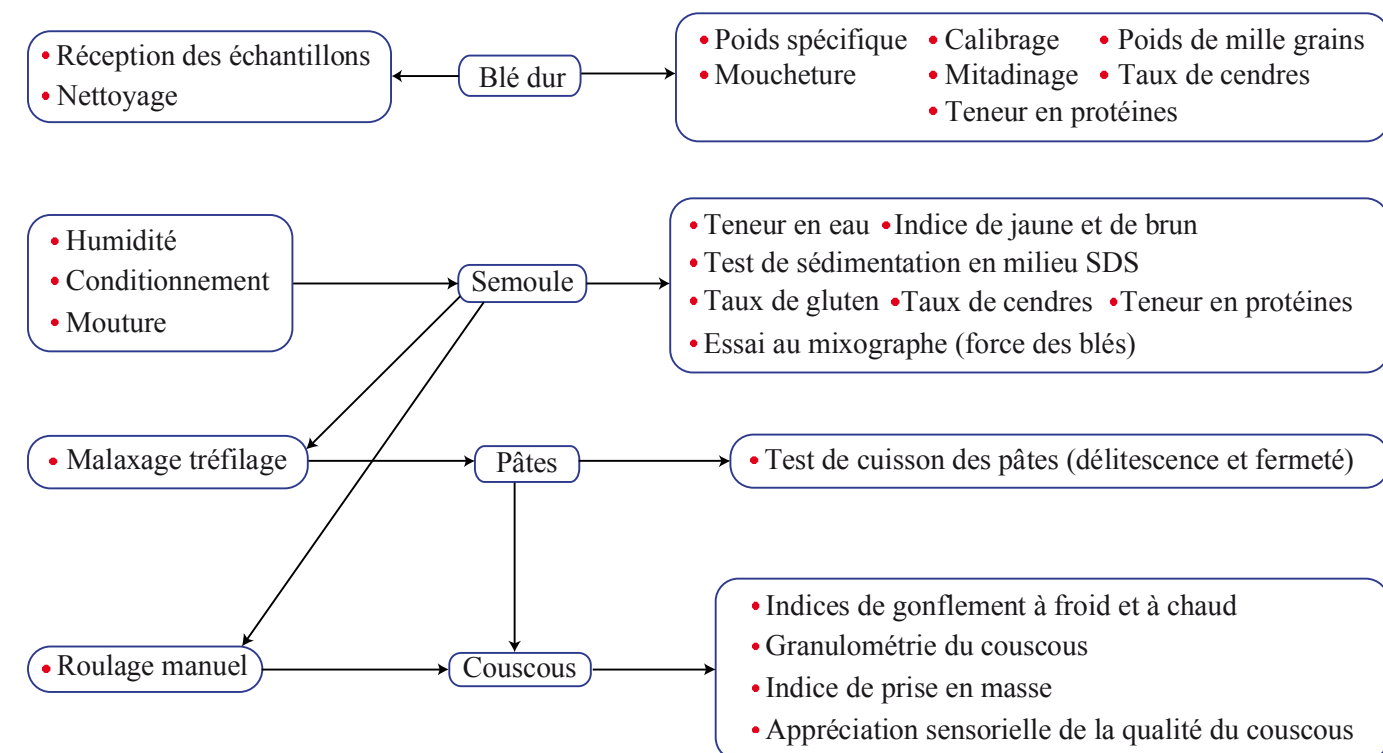 • Réception des échantillons
• Nettoyage
Blé dur
• Poids spécifique • Calibrage • Poids de mille grains
• Moucheture • Mitadinage • Taux de cendres
• Teneur en protéines
• Humidité
• Conditionnement
• Mouture
Semoule
• Teneur en eau • Indice de jaune et de brun
• Test de sédimentation en milieu SDS
• Taux de gluten • Taux de cendres • Teneur en protéines
• Essai au mixographe (force des blés)
• Malaxage tréfilage
Pâtes
• Test de cuisson des pâtes (délitescence et fermeté)
• Roulage manuel
Couscous
• Indices de gonflement à froid et à chaud
• Granulométrie du couscous
• Indice de prise en masse
• Appréciation sensorielle de la qualité du couscous